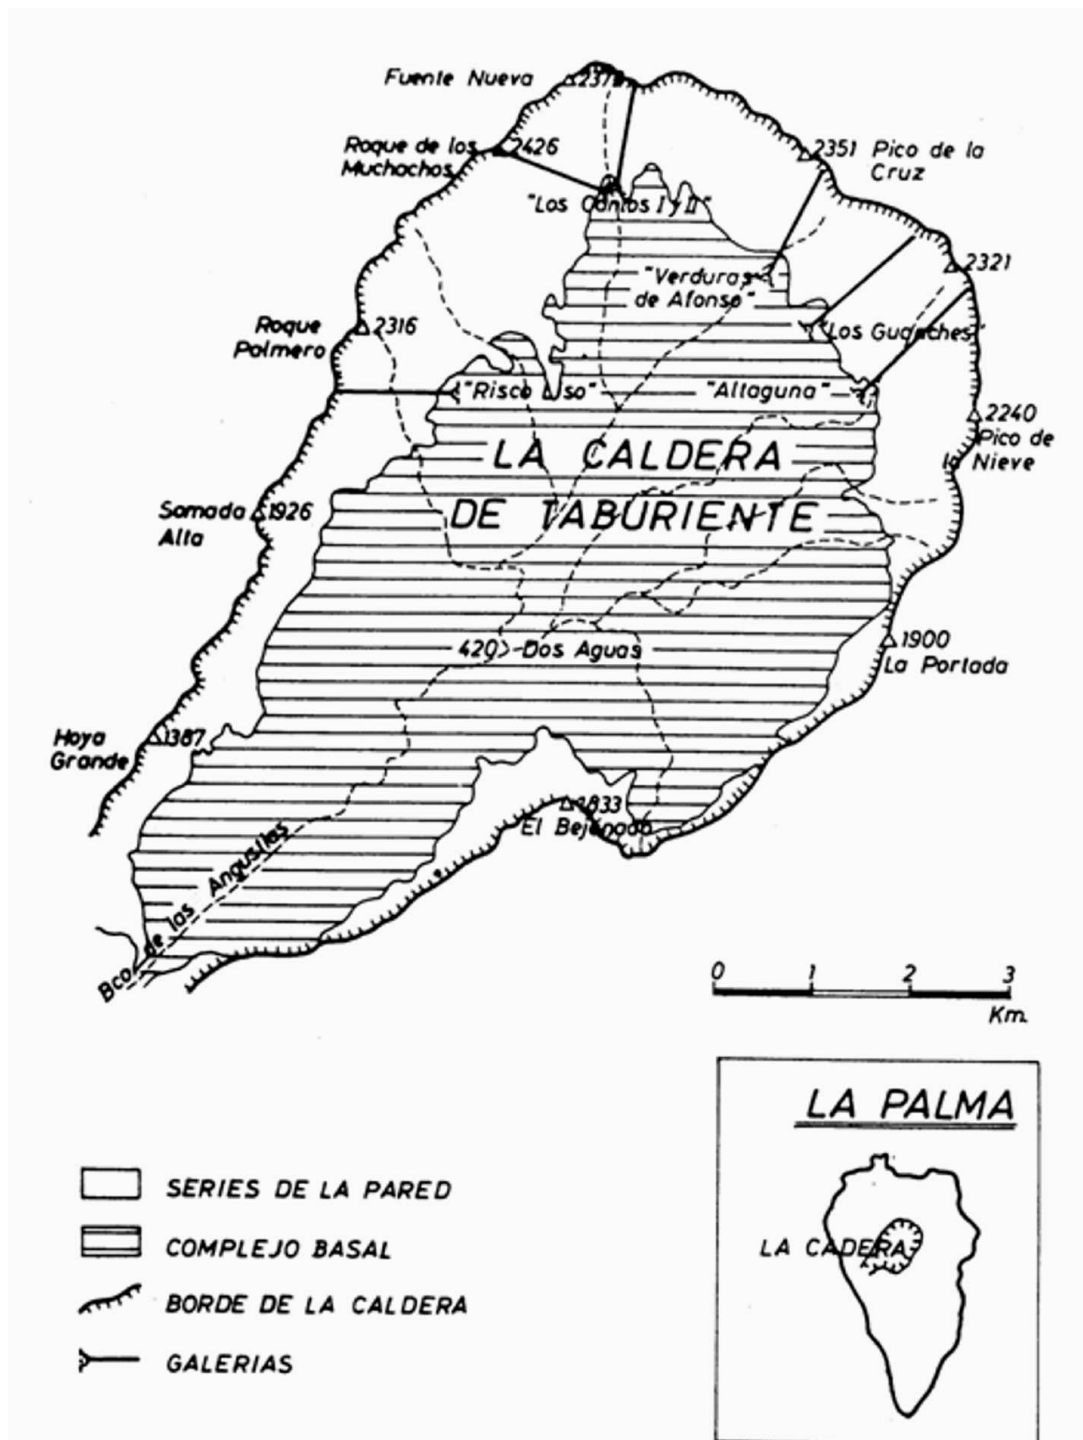 Fuente Nueva
Roque de los 2426
Muchachos
2351 Pico de la
Cruz
"Los Cantos I y II"
2321
"Verduras
de Afonso"
Roque 2316
Palmero
"Los Guanches"
"Risco Liso" "Altaguna"
2240
Pico de
la Nieve
LA CALDERA
DE TABURIENTE
Somada 1926
Alta
420 Dos Aguas
1900
La Portada
Hoya 1387
Grande
1833
El Bejenado
Bco de las Angustias
0 1 2 3
Km.
LA PALMA
LA CADERA
SERIES DE LA PARED
COMPLEJO BASAL
BORDE DE LA CALDERA
GALERIAS